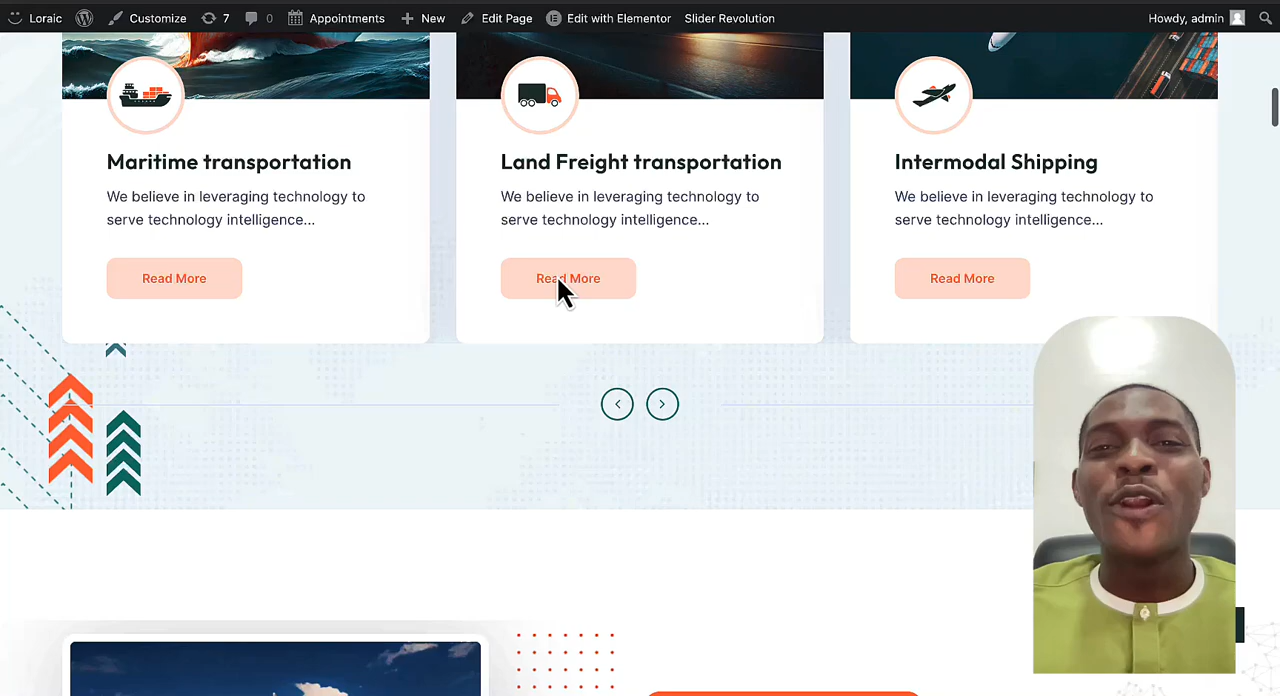 Loraic Customize 7 0 Appointments New Edit Page Edit with Elementor Slider Revolution Howdy, admin
Maritime transportation
We believe in leveraging technology to
serve technology intelligence...
Read More
Land Freight transportation
We believe in leveraging technology to
serve technology intelligence...
Read More
Intermodal Shipping
We believe in leveraging technology to
serve technology intelligence...
Read More